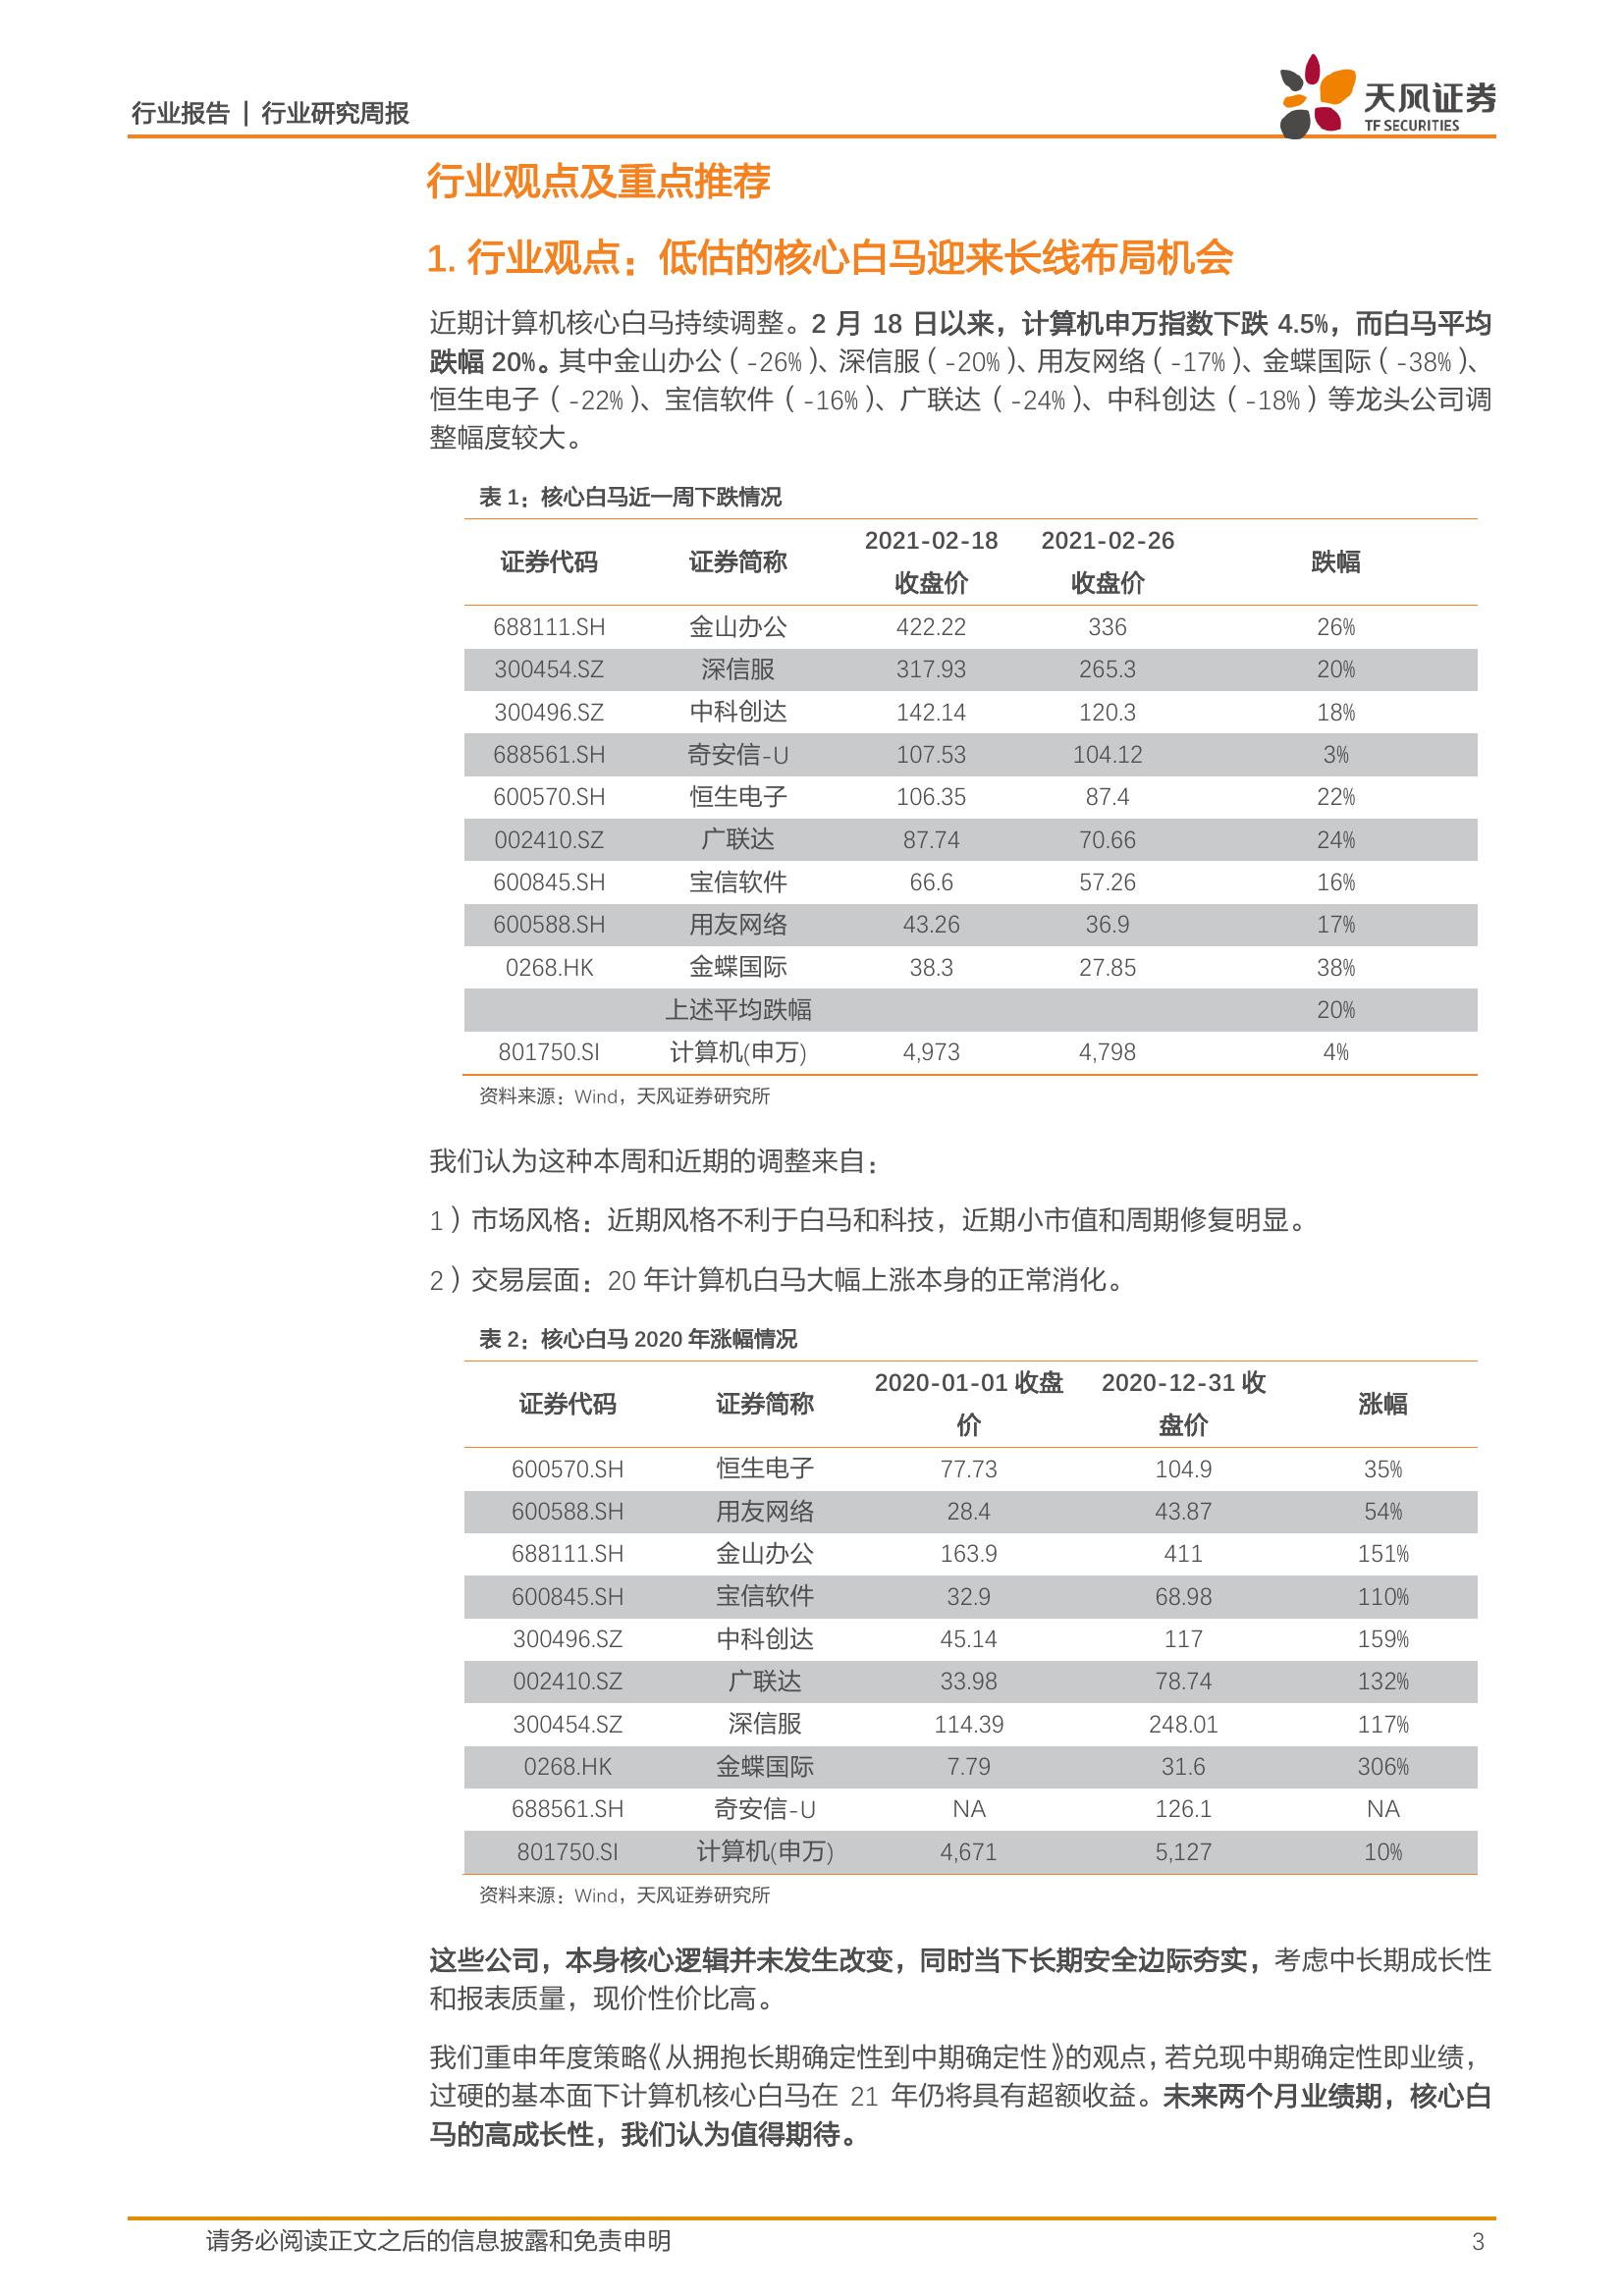 行业报告 | 行业研究周报
天风证券
TF SECURITIES
行业观点及重点推荐
1. 行业观点：低估的核心白马迎来长线布局机会
近期计算机核心白马持续调整。2 月 18 日以来，计算机申万指数下跌 4.5%，而白马平均
跌幅 20%。其中金山办公（-26%）、深信服（-20%）、用友网络（-17%）、金蝶国际（-38%）、
恒生电子（-22%）、宝信软件（-16%）、广联达（-24%）、中科创达（-18%）等龙头公司调
整幅度较大。
表 1：核心白马近一周下跌情况
证券代码 证券简称 2021-02-18 收盘价 2021-02-26 收盘价 跌幅
688111.SH 金山办公 422.22 336 26%
300454.SZ 深信服 317.93 265.3 20%
300496.SZ 中科创达 142.14 120.3 18%
688561.SH 奇安信-U 107.53 104.12 3%
600570.SH 恒生电子 106.35 87.4 22%
002410.SZ 广联达 87.74 70.66 24%
600845.SH 宝信软件 66.6 57.26 16%
600588.SH 用友网络 43.26 36.9 17%
0268.HK 金蝶国际 38.3 27.85 38%
上述平均跌幅 20%
801750.SI 计算机(申万) 4,973 4,798 4%
资料来源：Wind，天风证券研究所
我们认为这种本周和近期的调整来自：
1）市场风格：近期风格不利于白马和科技，近期小市值和周期修复明显。
2）交易层面：20 年计算机白马大幅上涨本身的正常消化。
表 2：核心白马 2020 年涨幅情况
证券代码 证券简称 2020-01-01 收盘价 2020-12-31 收盘价 涨幅
600570.SH 恒生电子 77.73 104.9 35%
600588.SH 用友网络 28.4 43.87 54%
688111.SH 金山办公 163.9 411 151%
600845.SH 宝信软件 32.9 68.98 110%
300496.SZ 中科创达 45.14 117 159%
002410.SZ 广联达 33.98 78.74 132%
300454.SZ 深信服 114.39 248.01 117%
0268.HK 金蝶国际 7.79 31.6 306%
688561.SH 奇安信-U NA 126.1 NA
801750.SI 计算机(申万) 4,671 5,127 10%
资料来源：Wind，天风证券研究所
这些公司，本身核心逻辑并未发生改变，同时当下长期安全边际夯实，考虑中长期成长性
和报表质量，现价性价比高。
我们重申年度策略《从拥抱长期确定性到中期确定性》的观点，若兑现中期确定性即业绩，
过硬的基本面下计算机核心白马在 21 年仍将具有超额收益。未来两个月业绩期，核心白
马的高成长性，我们认为值得期待。
请务必阅读正文之后的信息披露和免责申明 3